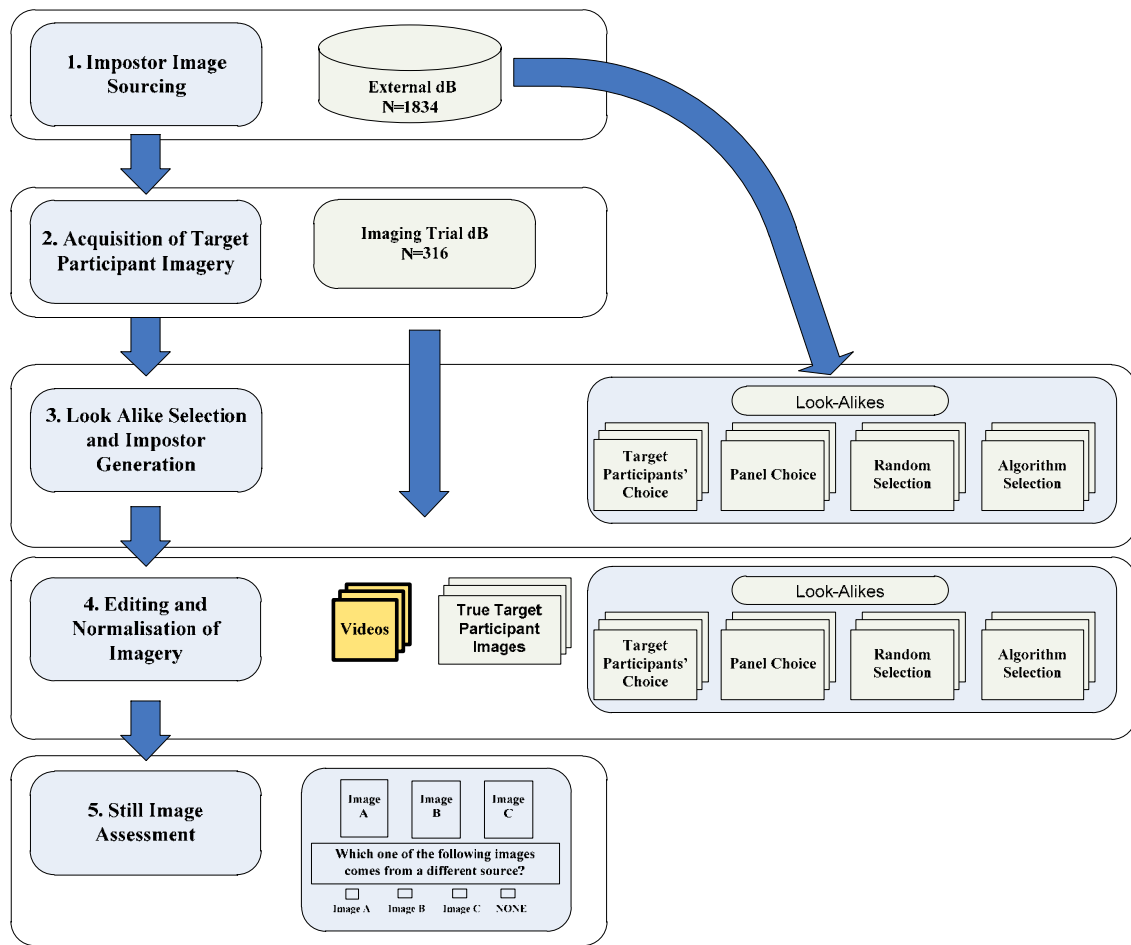 1. Impostor Image
Sourcing
External dB
N=1834
2. Acquisition of Target
Participant Imagery
Imaging Trial dB
N=316
3. Look Alike Selection
and Impostor
Generation
Look-Alikes
Target
Participants'
Choice
Panel Choice
Random
Selection
Algorithm
Selection
4. Editing and
Normalisation of
Imagery
Videos
True Target
Participant
Images
Look-Alikes
Target
Participants'
Choice
Panel Choice
Random
Selection
Algorithm
Selection
5. Still Image
Assessment
Image
A
Image
B
Image
C
Which one of the following images
comes from a different source?
Image A Image B Image C NONE